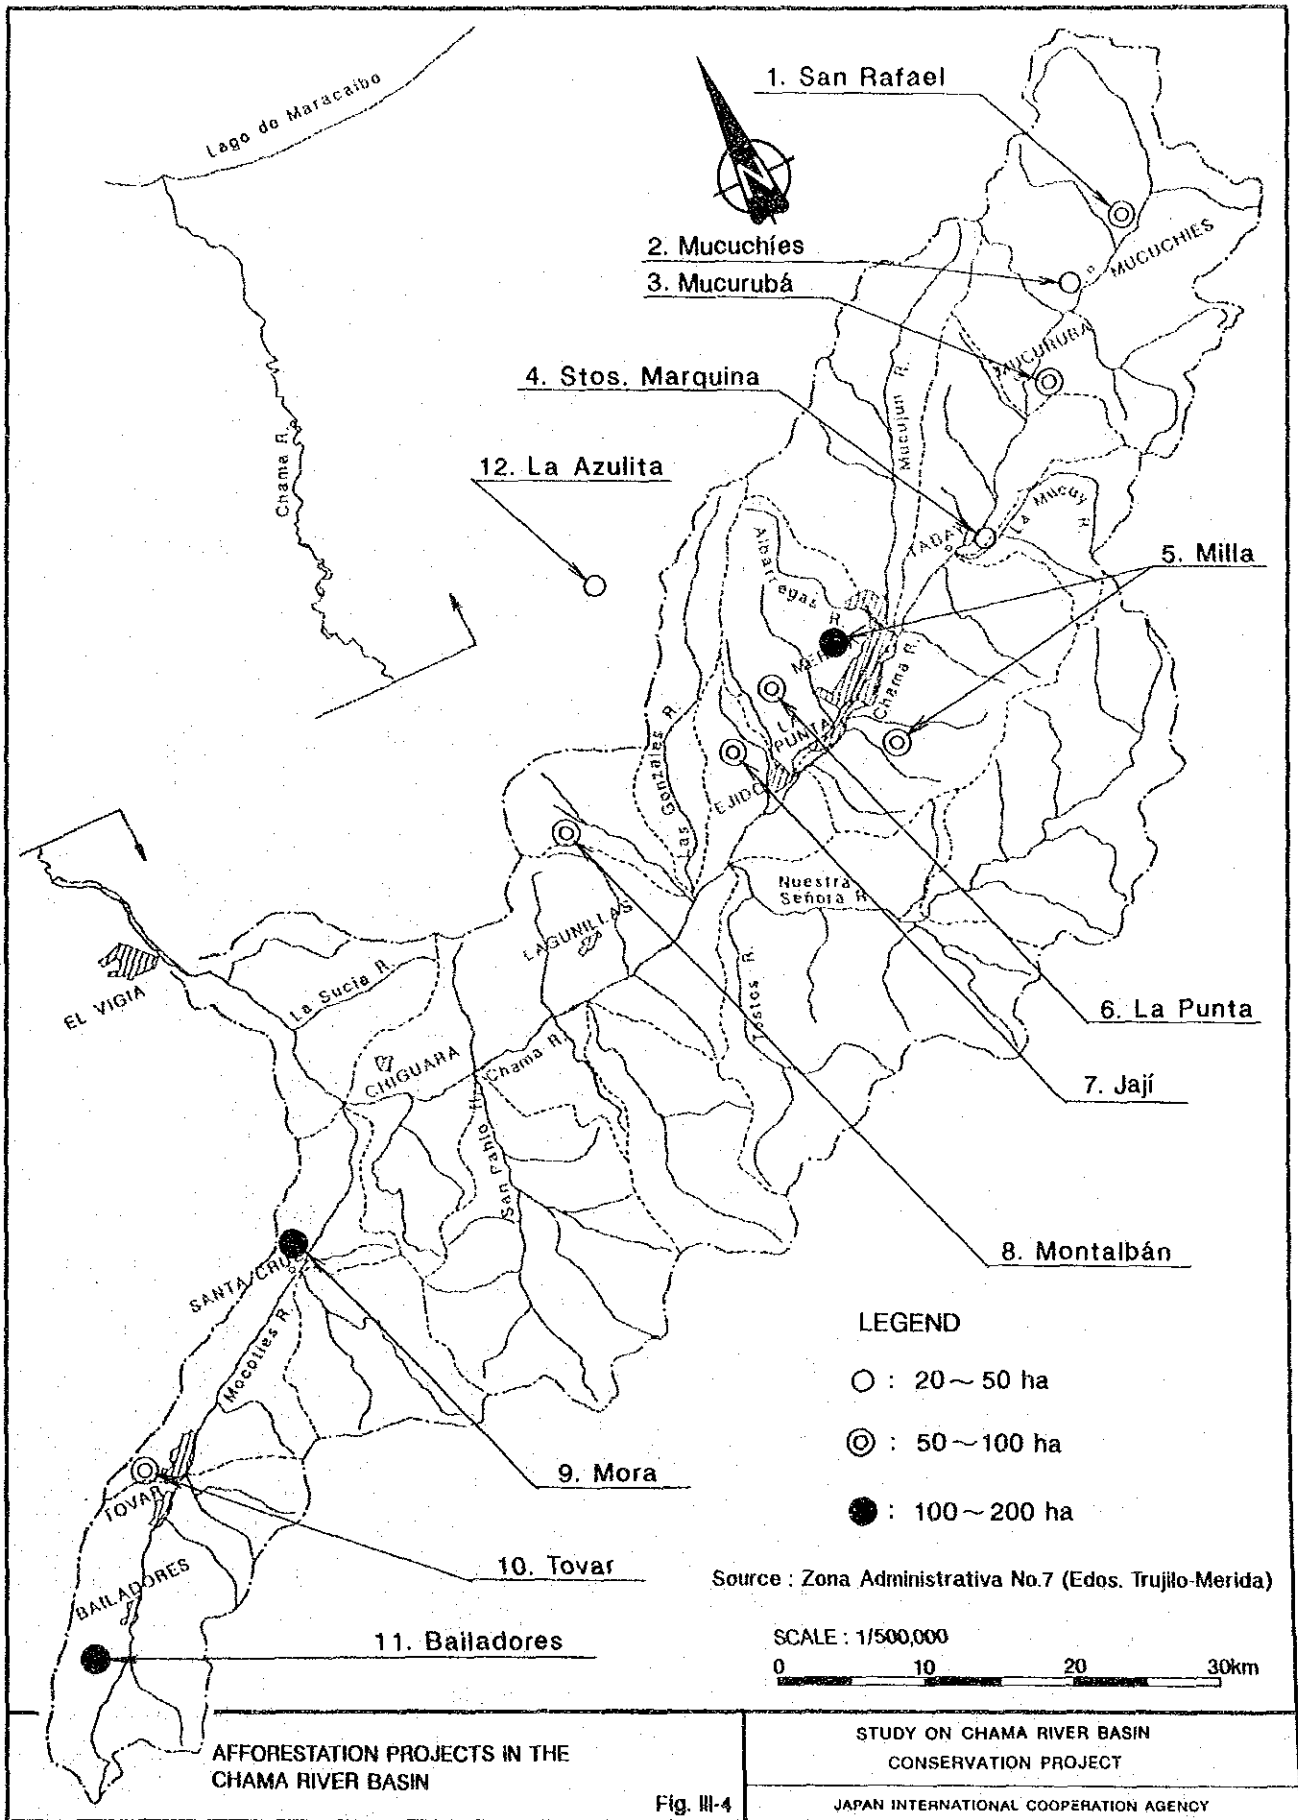 Lago de Maracaibo
1. San Rafael
N
2. Mucuchíes
3. Mucurubá
MUCUCHIES
MUCURUBA
4. Stos. Marquina
Mucujun R.
Chama R.
12. La Azulita
La Mucuy R.
TABAY
Albarregas R.
5. Milla
MER
Chama R.
LA PUNTA
Las Gonzales R.
EJIDO
Nuestra
Señora R.
LAGUNILLAS
Tostos R.
La Sucia R.
EL VIGIA
6. La Punta
CHIGUARA
Chama R.
7. Jají
San Pablo R.
8. Montalbán
SANTA CRUZ
Mocoties R.
LEGEND
: 20~50 ha
: 50~100 ha
: 100~200 ha
9. Mora
TOVAR
10. Tovar
Source : Zona Administrativa No.7 (Edos. Trujilo-Merida)
BAILADORES
11. Bailadores
SCALE : 1/500,000
0 10 20 30km
AFFORESTATION PROJECTS IN THE
CHAMA RIVER BASIN
Fig. III-4
STUDY ON CHAMA RIVER BASIN
CONSERVATION PROJECT
JAPAN INTERNATIONAL COOPERATION AGENCY